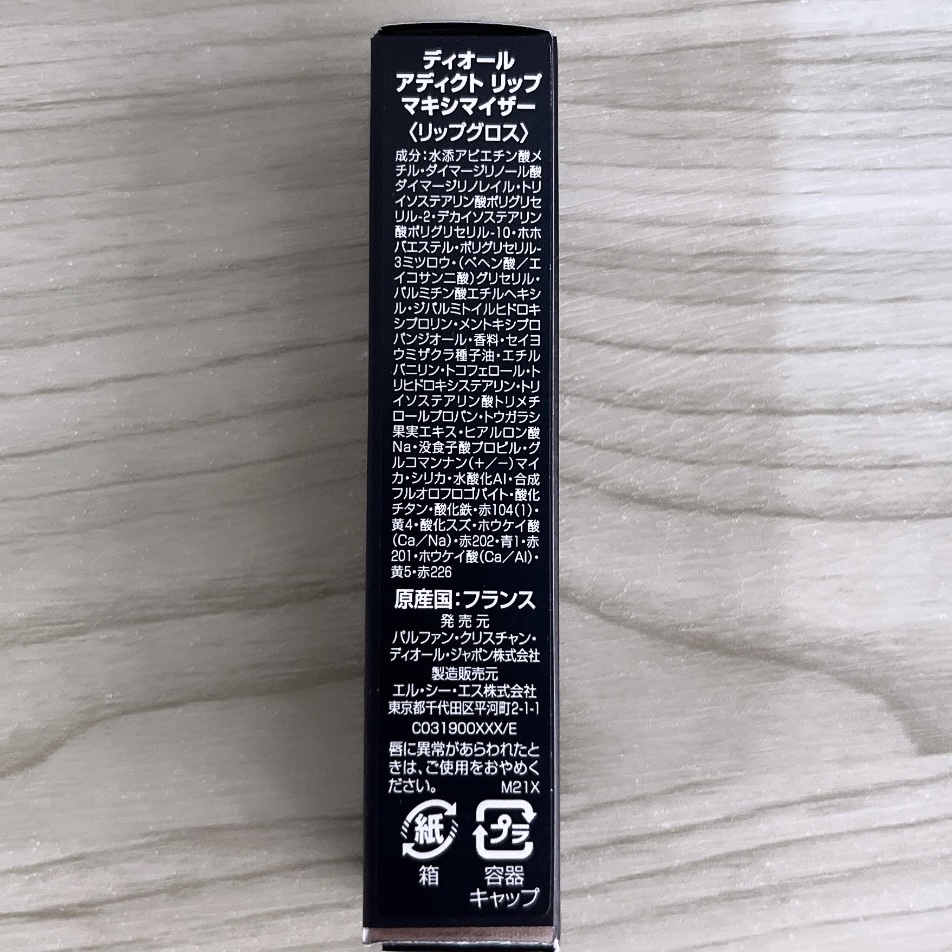 ディオール
アディクト リップ
マキシマイザー
〈リップグロス〉
成分：水添アビエチン酸メ
チル・ダイマージリノール酸
ダイマージリノレイル・トリ
イソステアリン酸ポリグリセ
リル-2・デカイソステアリン
酸ポリグリセリル-10・ホホ
バエステル・ポリグリセリル-
3ミツロウ・(ベヘン酸／エ
イコサン二酸)グリセリル・
パルミチン酸エチルヘキシ
ル・ジパルミトイルヒドロキ
シプロリン・メントキシプロ
パンジオール・香料・セイヨ
ウミザクラ種子油・エチル
バニリン・トコフェロール・ト
リヒドロキシステアリン・トリ
イソステアリン酸トリメチ
ロールプロパン・トウガラシ
果実エキス・ヒアルロン酸
Na・没食子酸プロピル・グ
ルコマンナン(+／−)マイ
カ・シリカ・水酸化Al・合成
フルオロフロゴパイト・酸化
チタン・酸化鉄・赤104(1)・
黄4・酸化スズ・ホウケイ酸
(Ca／Na)・赤202・青1・赤
201・ホウケイ酸(Ca／Al)・
黄5・赤226
原産国：フランス
発売元
パルファン・クリスチャン・
ディオール・ジャポン株式会社
製造販売元
エル・シー・エス株式会社
東京都千代田区平河町2-1-1
C031900XXX/E
唇に異常があらわれたと
きは、ご使用をおやめく
ださい。 M21X
紙 プラ
箱 容器
キャップ